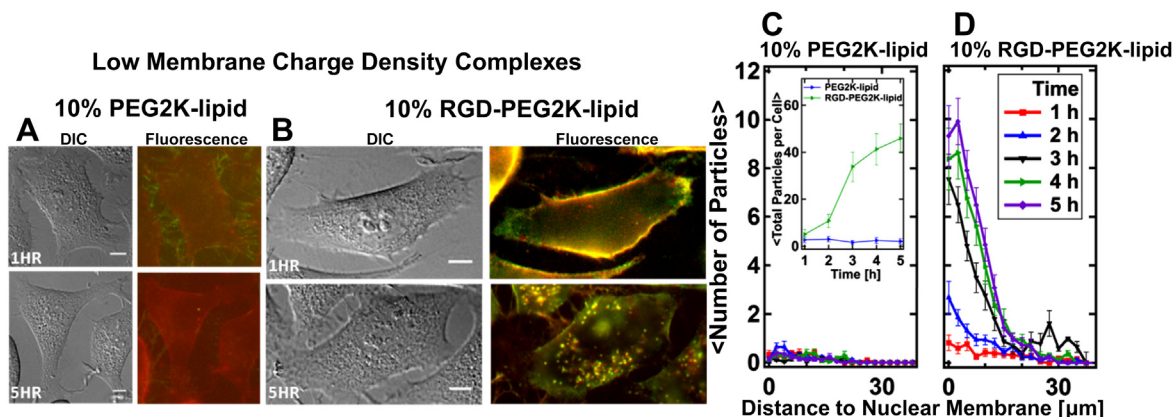 Low Membrane Charge Density Complexes
A
10% PEG2K-lipid
DIC
Fluorescence
1HR
5HR
B
10% RGD-PEG2K-lipid
DIC
Fluorescence
1HR
5HR
C
10% PEG2K-lipid
<Number of Particles>
12
10
8
6
4
2
0
0
30
<Total Particles per Cell>
60
40
20
0
1
2
3
4
5
Time [h]
PEG2K-lipid
RGD-PEG2K-lipid
D
10% RGD-PEG2K-lipid
Time
1 h
2 h
3 h
4 h
5 h
0
30
Distance to Nuclear Membrane [μm]